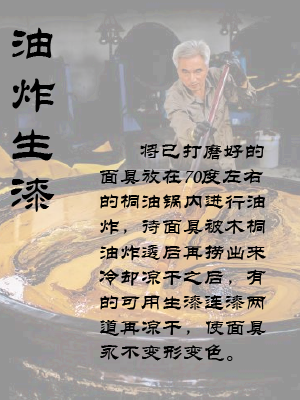 油炸生漆
将已打磨好的
面具放在70度左右
的桐油锅内进行油
炸，待面具被木桐
油炸透后再捞出来
冷却凉干之后，有
的可用生漆连漆两
道再凉干，使面具
永不变形变色。